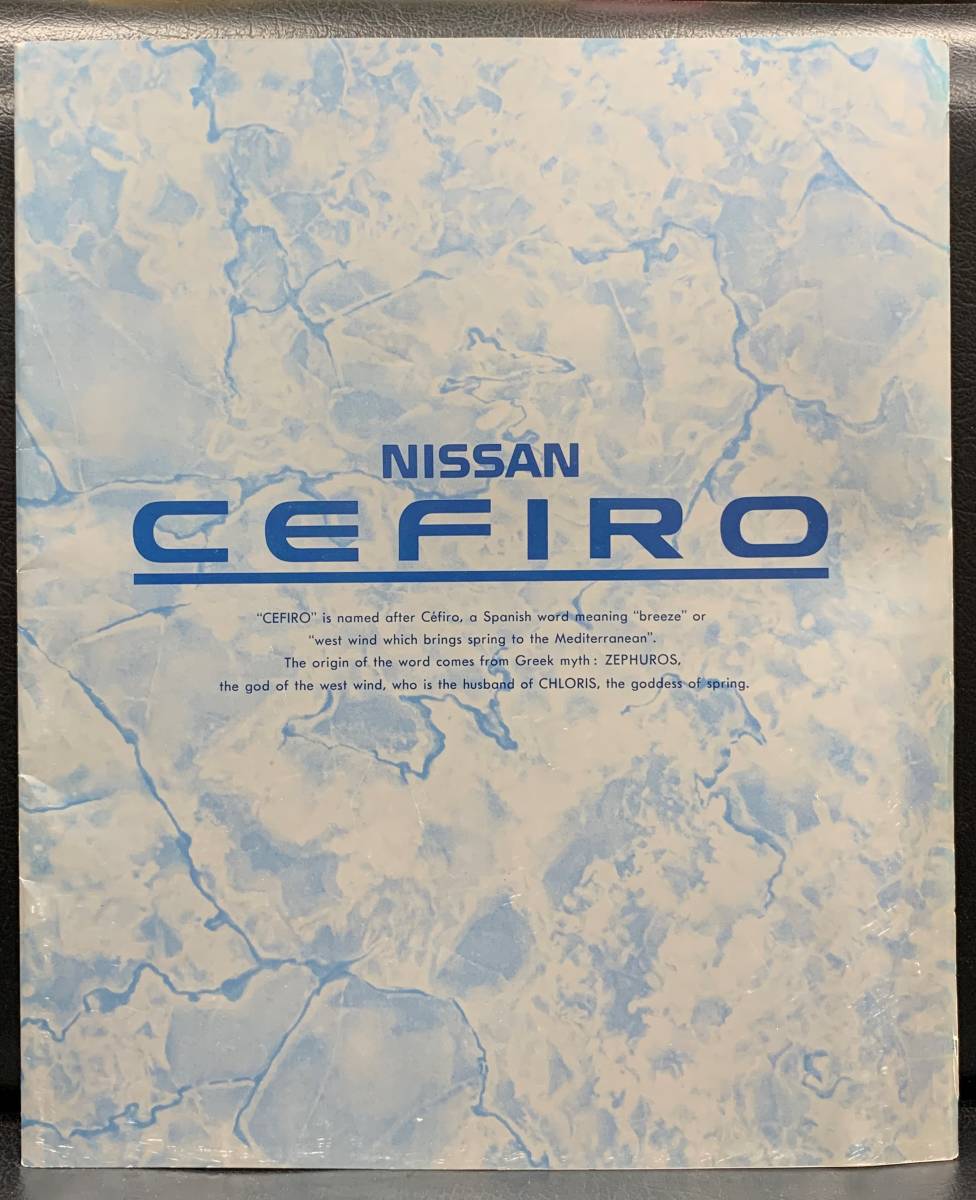 NISSAN
CEFIRO
“CEFIRO” is named after Céfiro, a Spanish word meaning “breeze” or
“west wind which brings spring to the Mediterranean”.
The origin of the word comes from Greek myth : ZEPHUROS,
the god of the west wind, who is the husband of CHLORIS, the goddess of spring.